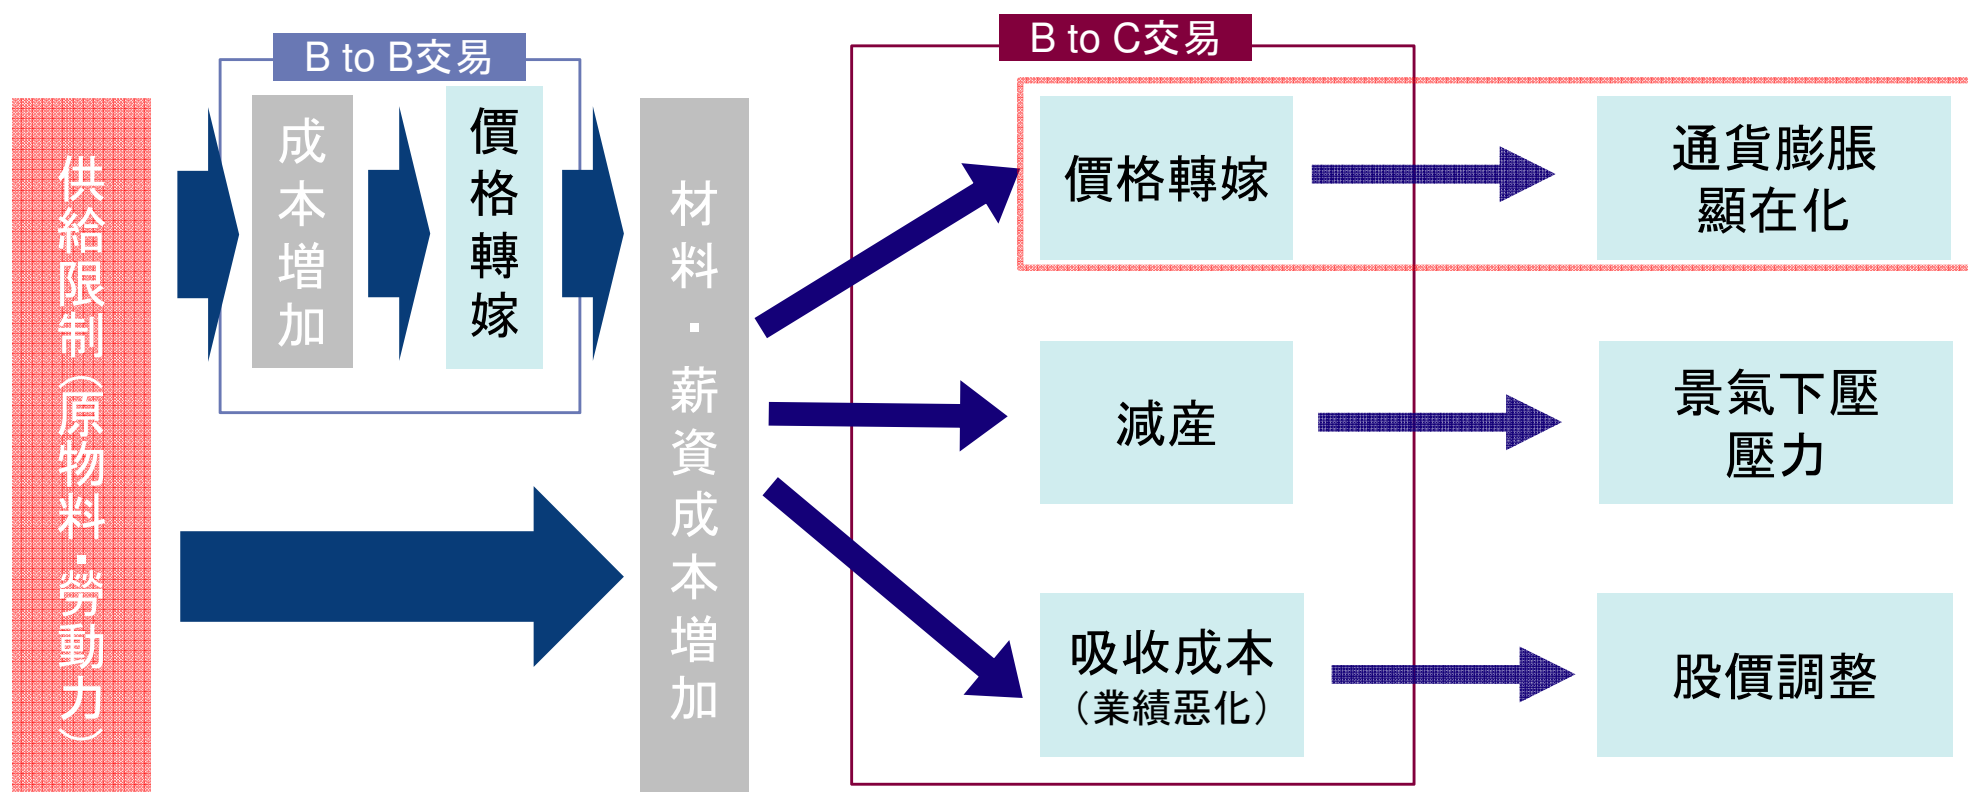 B to B交易
B to C交易
供給限制（原物料・勞動力）
成本增加
價格轉嫁
材料・薪資成本增加
價格轉嫁
通貨膨脹
顯在化
減産
景氣下壓
壓力
吸收成本
（業績惡化）
股價調整